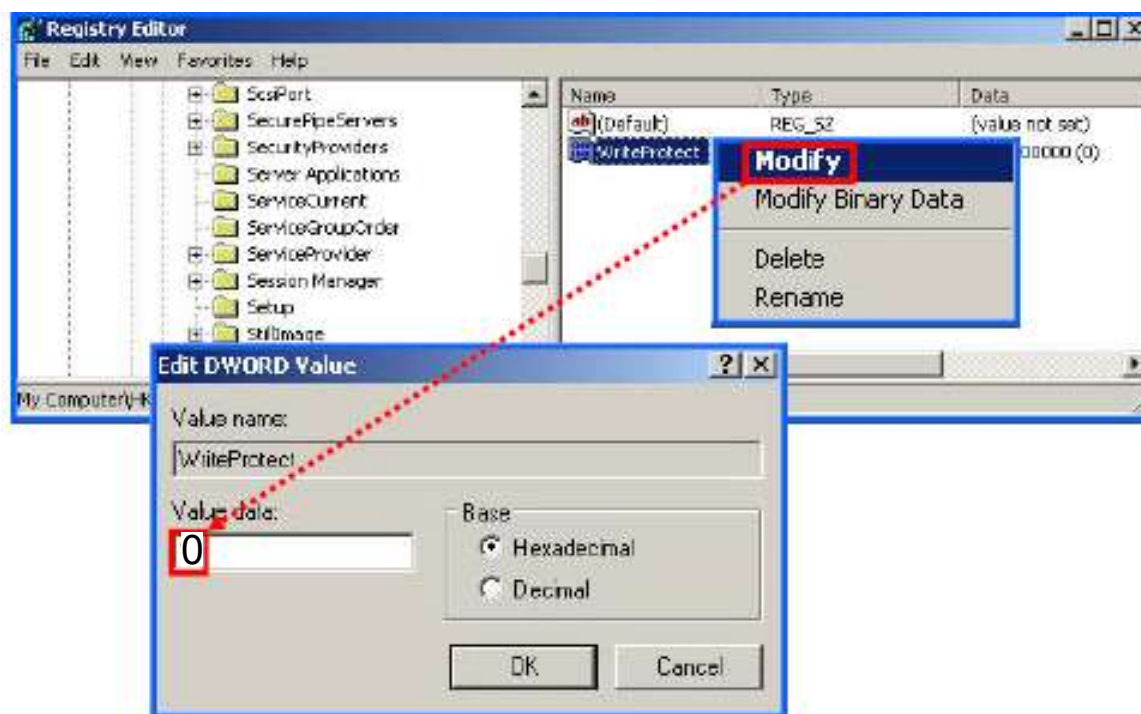 Registry Editor
File Edit View Favorites Help
ScsiPort
SecurePipeServers
SecurityProviders
Server Applications
ServiceCurrent
ServiceGroupOrder
ServiceProvider
Session Manager
Setup
StillImage
Name Type Data
(Default) REG_SZ (value not set)
WriteProtect 00000 (0)
Modify
Modify Binary Data
Delete
Rename
My Computer\HK
Edit DWORD Value
Value name:
WriteProtect
Value data:
0
Base
Hexadecimal
Decimal
OK Cancel